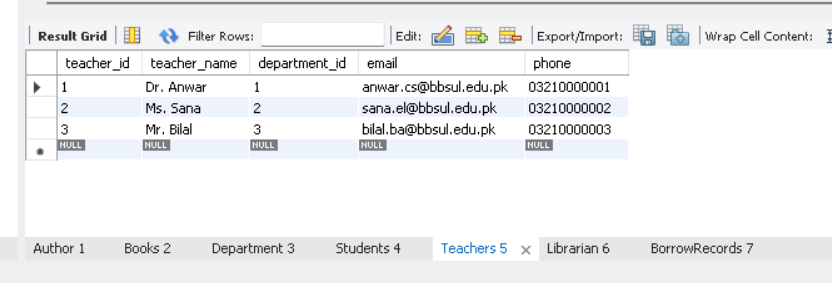 Result Grid Filter Rows: Edit: Export/Import: Wrap Cell Content:
teacher_id teacher_name department_id email phone
1 Dr. Anwar 1 anwar.cs@bbsul.edu.pk 03210000001
2 Ms. Sana 2 sana.el@bbsul.edu.pk 03210000002
3 Mr. Bilal 3 bilal.ba@bbsul.edu.pk 03210000003
NULL NULL NULL NULL NULL
Author 1 Books 2 Department 3 Students 4 Teachers 5 Librarian 6 BorrowRecords 7